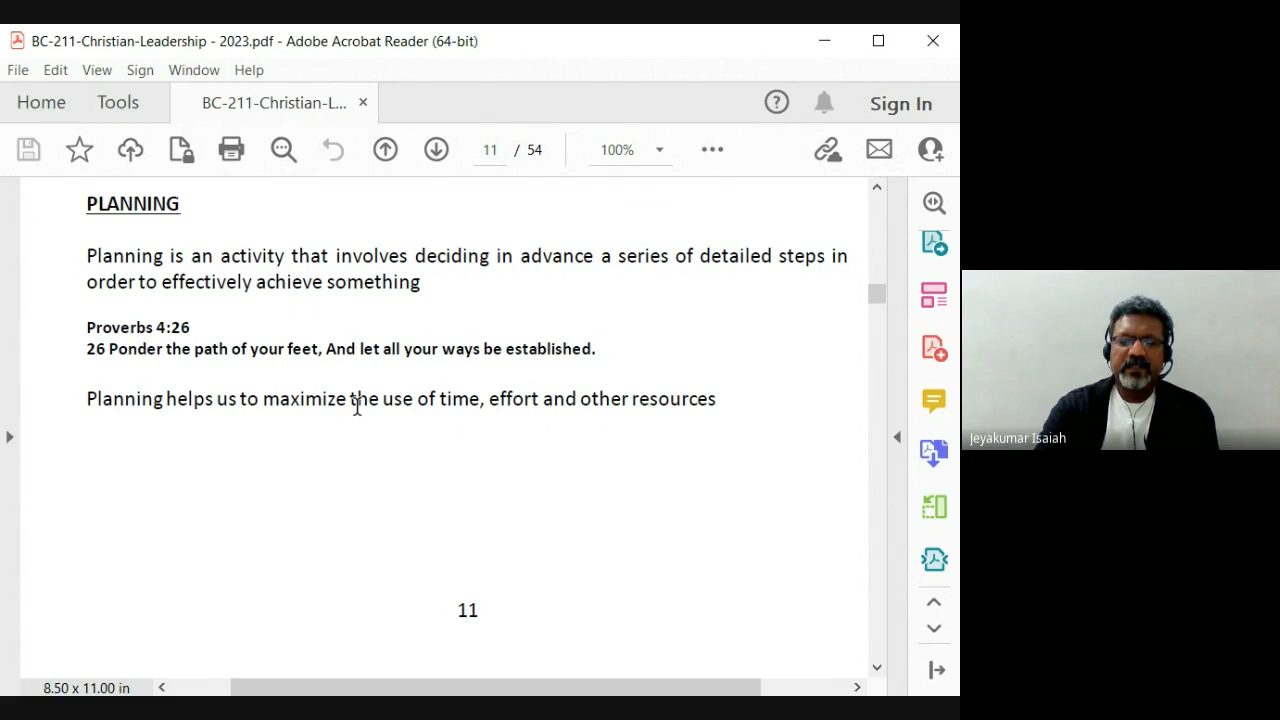 BC-211-Christian-Leadership - 2023.pdf - Adobe Acrobat Reader (64-bit)
File Edit View Sign Window Help
Home Tools BC-211-Christian-L... × Sign In
11 / 54 100%
PLANNING
Planning is an activity that involves deciding in advance a series of detailed steps in
order to effectively achieve something
Proverbs 4:26
26 Ponder the path of your feet, And let all your ways be established.
Planning helps us to maximize the use of time, effort and other resources
Jeyakumar Isaiah
11
8.50 x 11.00 in